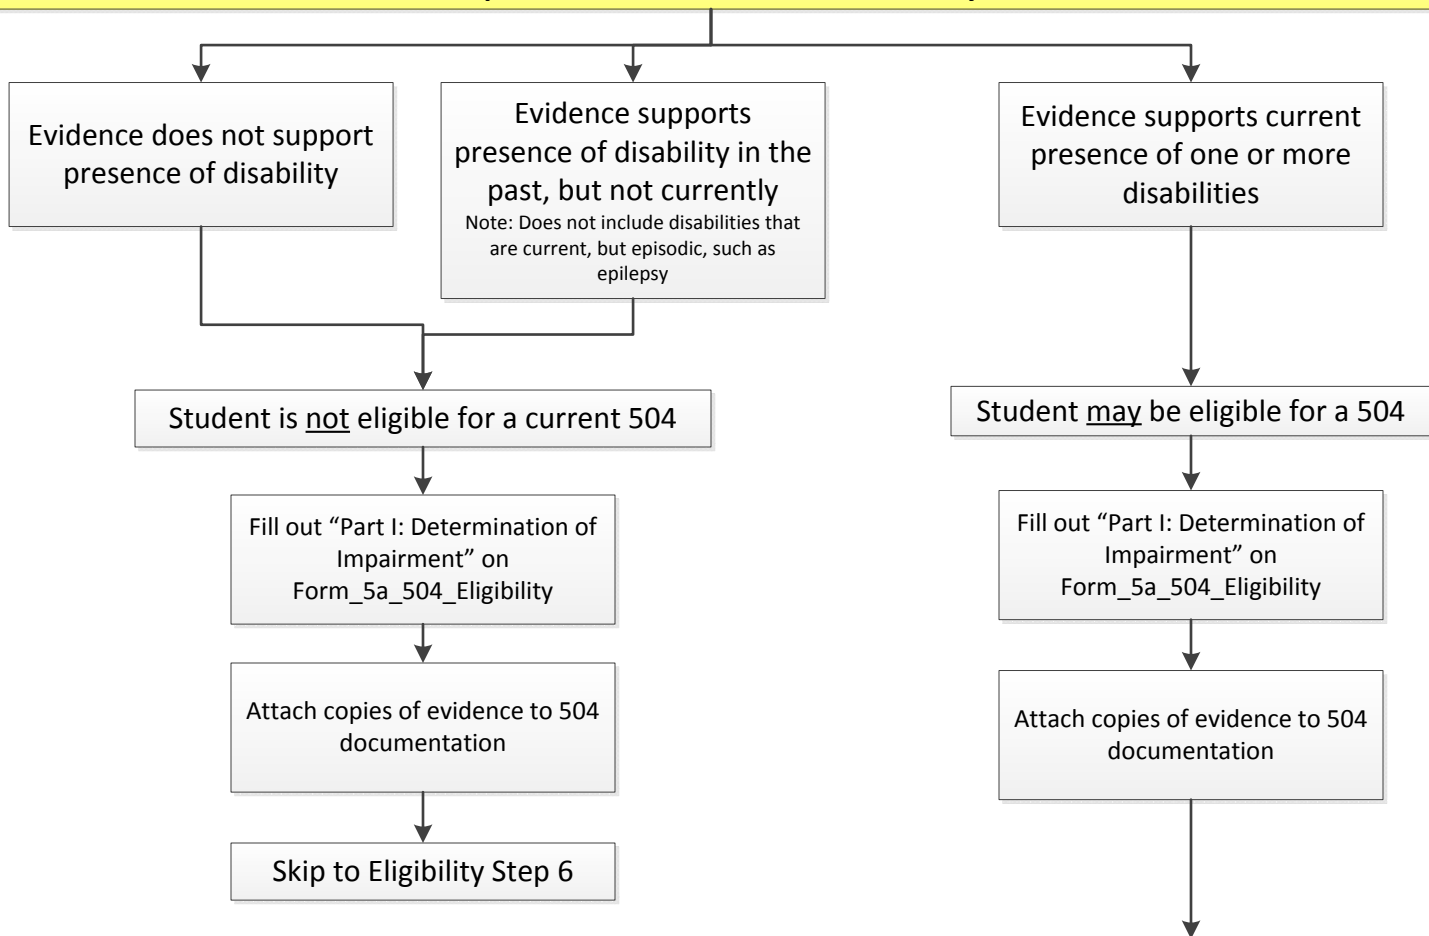 Evidence does not support
presence of disability
Evidence supports
presence of disability in the
past, but not currently
Note: Does not include disabilities that
are current, but episodic, such as
epilepsy
Evidence supports current
presence of one or more
disabilities
Student is not eligible for a current 504
Student may be eligible for a 504
Fill out “Part I: Determination of
Impairment” on
Form_5a_504_Eligibility
Fill out “Part I: Determination of
Impairment” on
Form_5a_504_Eligibility
Attach copies of evidence to 504
documentation
Attach copies of evidence to 504
documentation
Skip to Eligibility Step 6